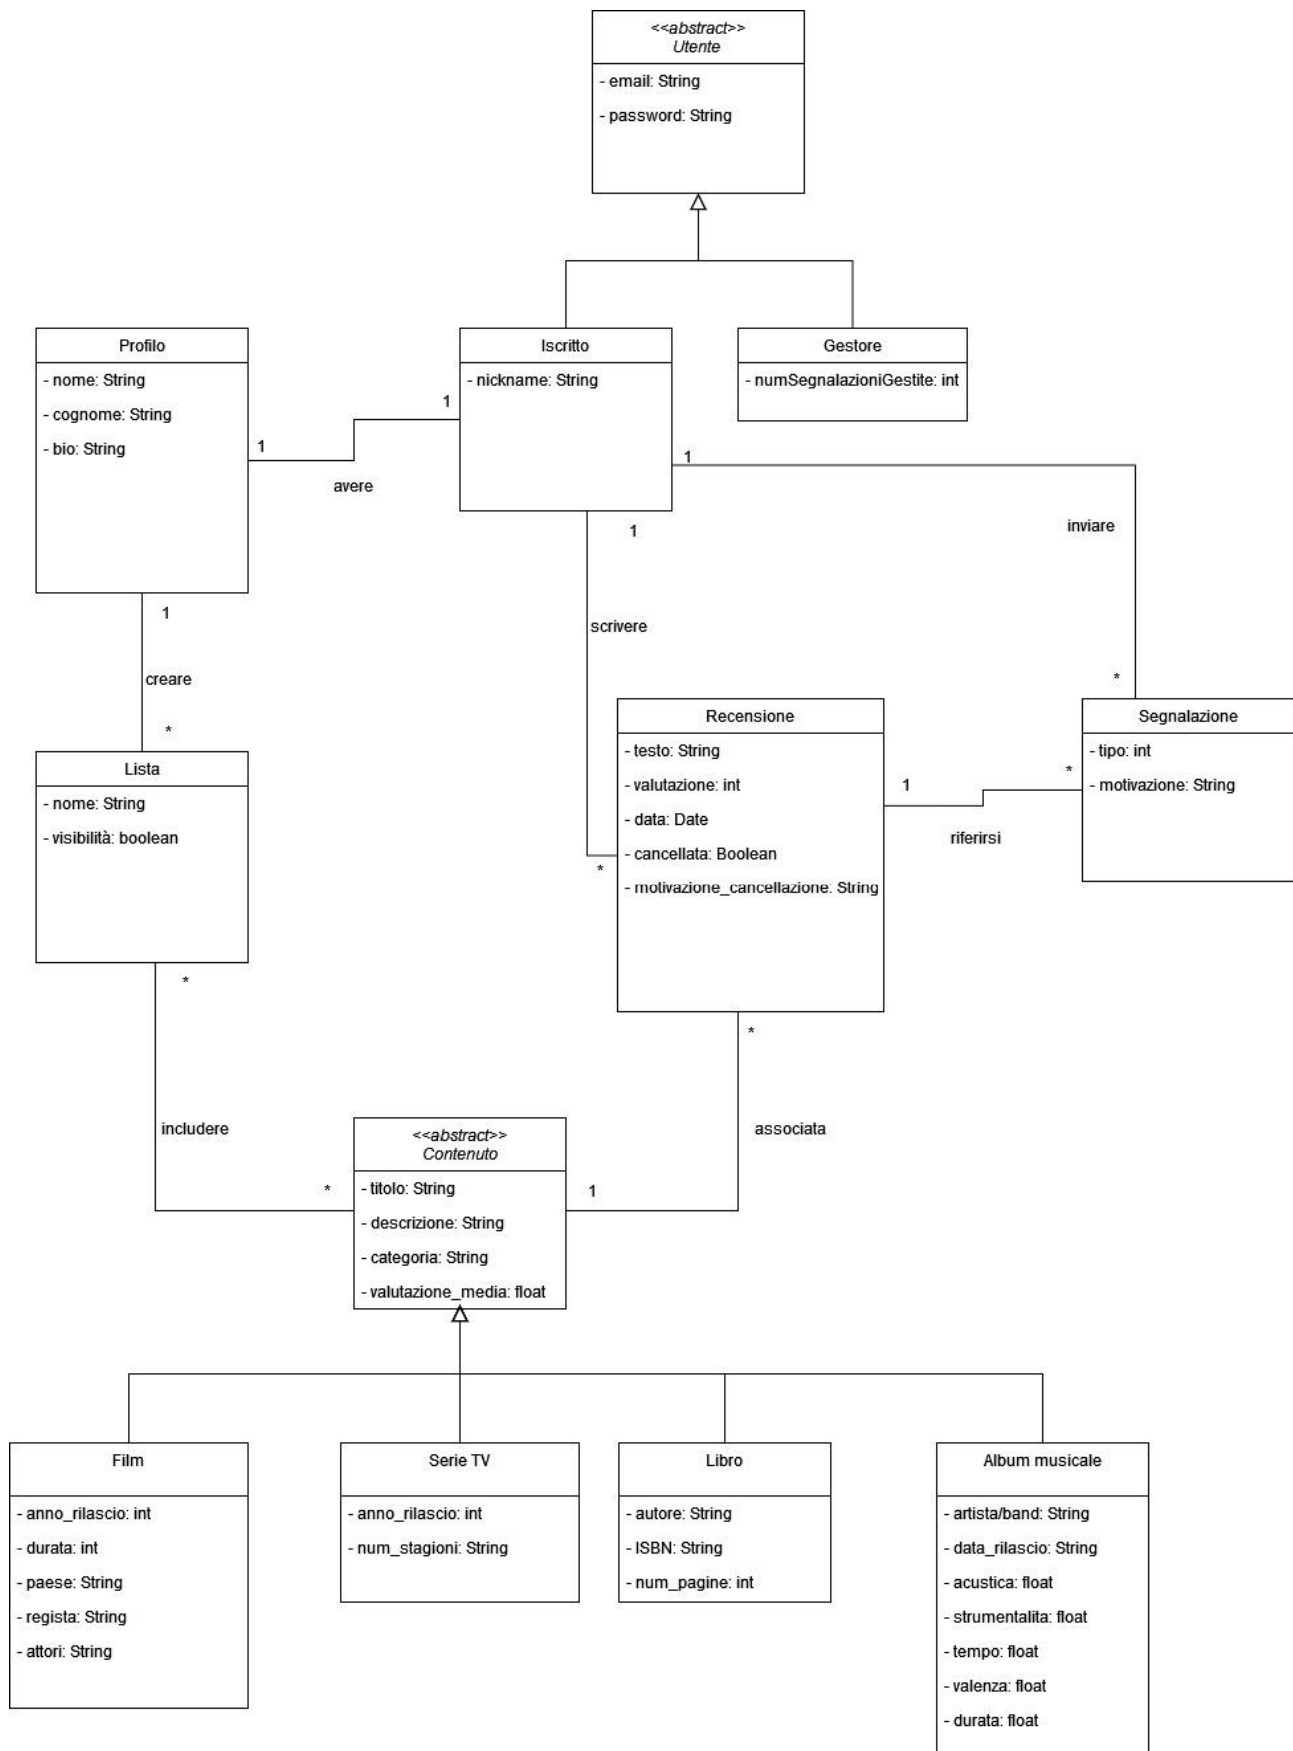 <<abstract>>
Utente
- email: String
- password: String
Profilo
- nome: String
- cognome: String
- bio: String
Iscritto
- nickname: String
Gestore
- numSegnalazioniGestite: int
1
1
avere
1
inviare
*
1
scrivere
*
1
creare
*
Lista
- nome: String
- visibilità: boolean
Recensione
- testo: String
- valutazione: int
- data: Date
- cancellata: Boolean
- motivazione_cancellazione: String
1
*
riferirsi
Segnalazione
- tipo: int
- motivazione: String
*
includere
*
*
associata
1
<<abstract>>
Contenuto
- titolo: String
- descrizione: String
- categoria: String
- valutazione_media: float
Film
- anno_rilascio: int
- durata: int
- paese: String
- regista: String
- attori: String
Serie TV
- anno_rilascio: int
- num_stagioni: String
Libro
- autore: String
- ISBN: String
- num_pagine: int
Album musicale
- artista/band: String
- data_rilascio: String
- acustica: float
- strumentalita: float
- tempo: float
- valenza: float
- durata: float